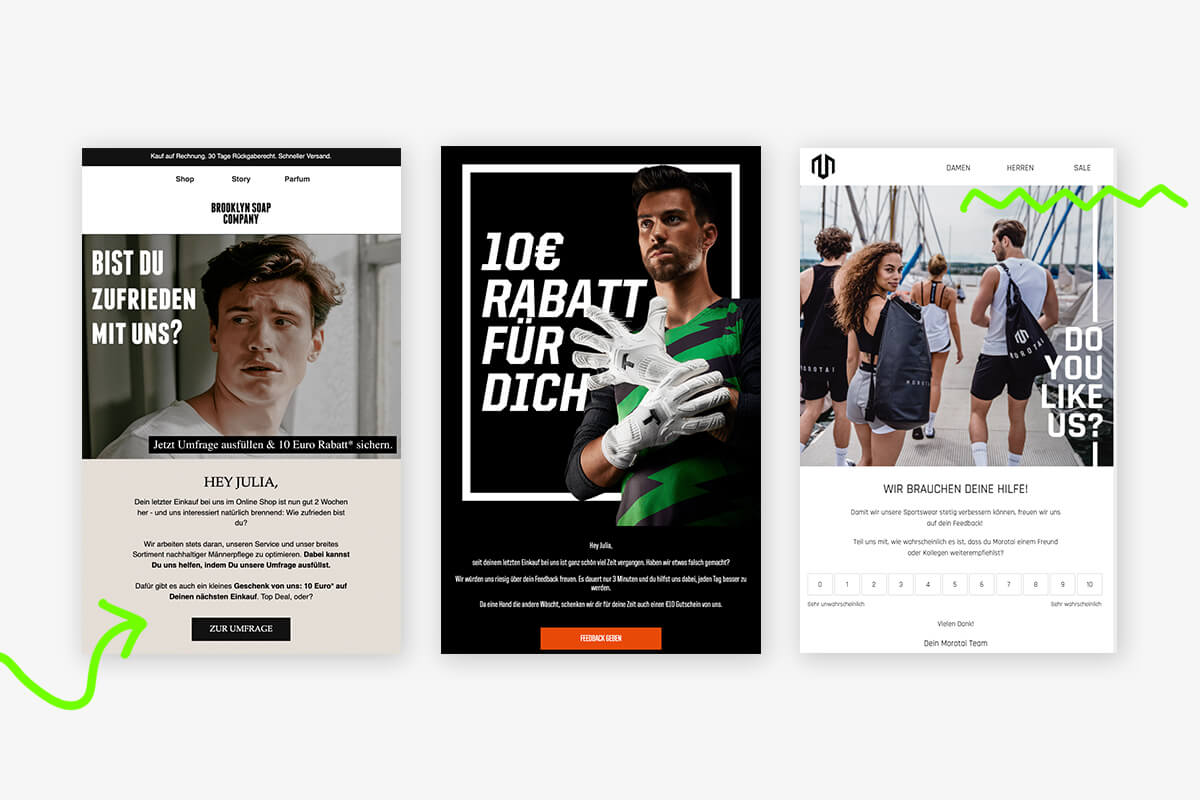 Kauf auf Rechnung. 30 Tage Rückgaberecht. Schneller Versand.
Shop Story Parfum
BROOKLYN SOAP
COMPANY
BIST DU
ZUFRIEDEN
MIT UNS?
Jetzt Umfrage ausfüllen & 10 Euro Rabatt* sichern.
HEY JULIA,
Dein letzter Einkauf bei uns im Online Shop ist nun gut 2 Wochen
her - und uns interessiert natürlich brennend: Wie zufrieden bist
du?
Wir arbeiten stets daran, unseren Service und unser breites
Sortiment nachhaltiger Männerpflege zu optimieren. Dabei kannst
Du uns helfen, indem Du unsere Umfrage ausfüllst.
Dafür gibt es auch ein kleines Geschenk von uns: 10 Euro* auf
Deinen nächsten Einkauf. Top Deal, oder?
ZUR UMFRAGE
10€
RABATT
FÜR
DICH
Hey Julia,
seit deinem letzten Einkauf bei uns ist ganz schön viel Zeit vergangen. Haben wir etwas falsch gemacht?
Wir würden uns riesig über dein Feedback freuen. Es dauert nur 3 Minuten und du hilfst uns dabei, jeden Tag besser zu
werden.
Da eine Hand die andere Wäscht, schenken wir dir für deine Zeit auch einen €10 Gutschein von uns.
FEEDBACK GEBEN
DAMEN HERREN SALE
MOROTAI
MOROTAI
MOROTAI
DO
YOU
LIKE
US?
WIR BRAUCHEN DEINE HILFE!
Damit wir unsere Sportswear stetig verbessern können, freuen wir uns
auf dein Feedback!
Teil uns mit, wie wahrscheinlich es ist, dass du Morotai einem Freund
oder Kollegen weiterempfiehlst?
0 1 2 3 4 5 6 7 8 9 10
Sehr unwahrscheinlich Sehr wahrscheinlich
Vielen Dank!
Dein Morotai Team